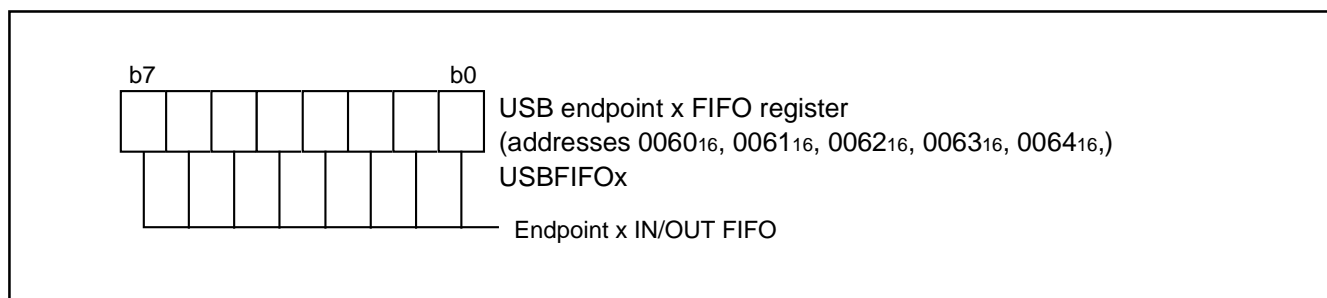 b7 b0
USB endpoint x FIFO register
(addresses 0060₁₆, 0061₁₆, 0062₁₆, 0063₁₆, 0064₁₆,)
USBFIFOx
Endpoint x IN/OUT FIFO